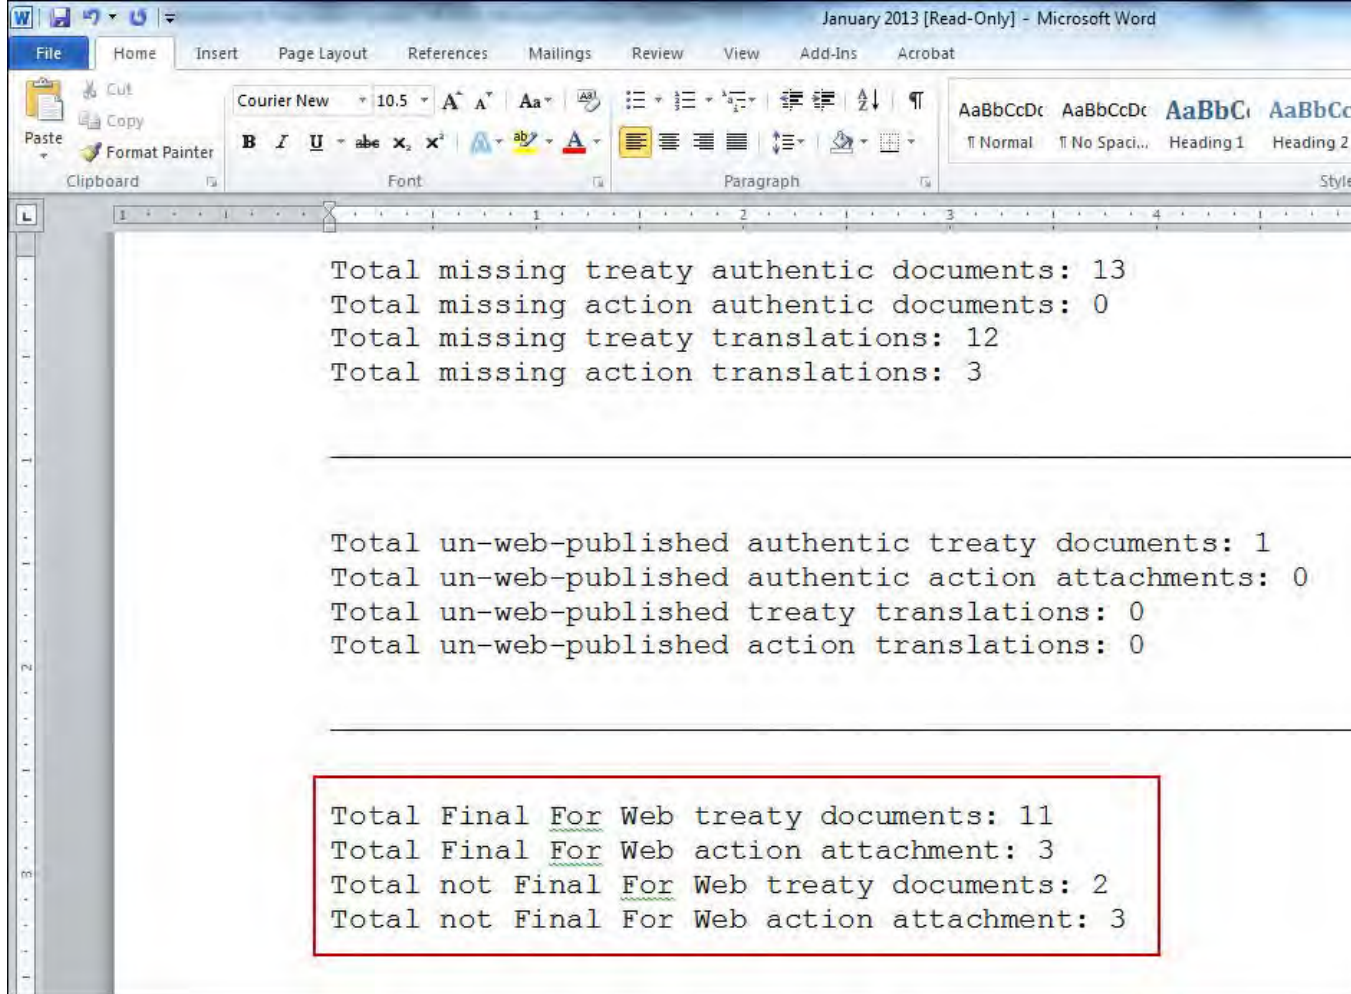 January 2013 [Read-Only] - Microsoft Word
File Home Insert Page Layout References Mailings Review View Add-Ins Acrobat
Cut
Copy
Paste
Format Painter
Clipboard
Courier New 10.5
Font
Paragraph
AaBbCcDc AaBbCcDc AaBbC AaBbCc
¶ Normal ¶ No Spaci... Heading 1 Heading 2
Style
1 1 2 3 4
Total missing treaty authentic documents: 13
Total missing action authentic documents: 0
Total missing treaty translations: 12
Total missing action translations: 3
Total un-web-published authentic treaty documents: 1
Total un-web-published authentic action attachments: 0
Total un-web-published treaty translations: 0
Total un-web-published action translations: 0
Total Final For Web treaty documents: 11
Total Final For Web action attachment: 3
Total not Final For Web treaty documents: 2
Total not Final For Web action attachment: 3